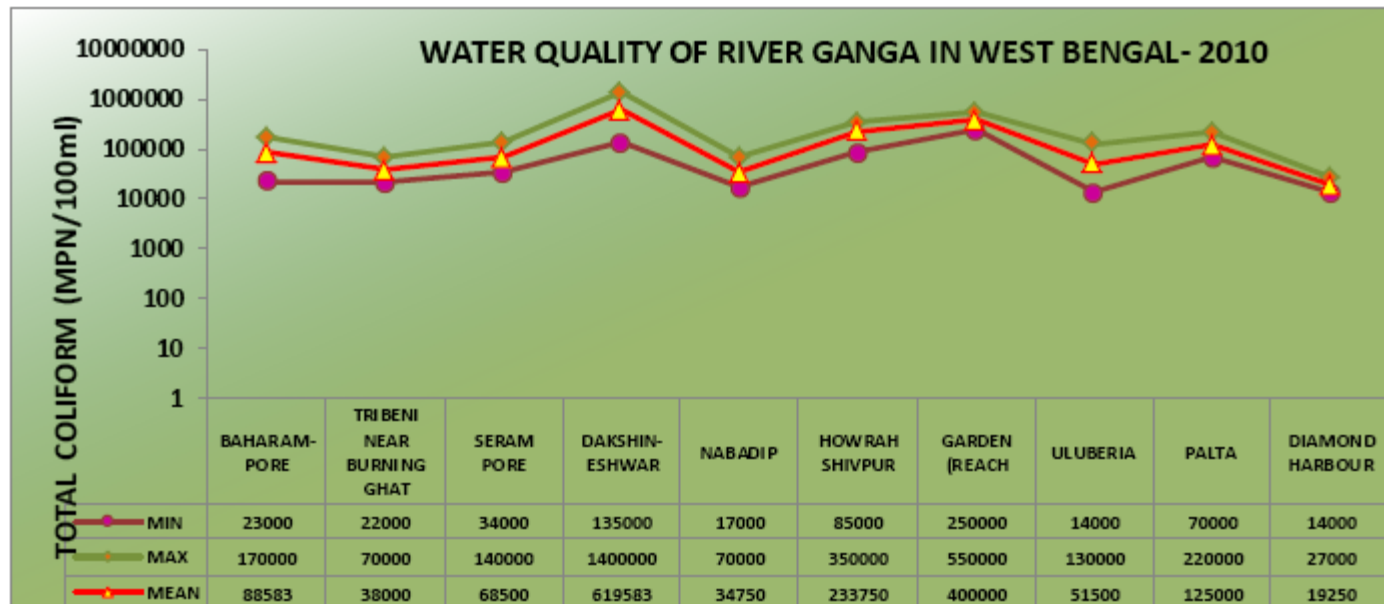 WATER QUALITY OF RIVER GANGA IN WEST BENGAL- 2010
TOTAL COLIFORM (MPN/100ml)
10000000
1000000
100000
10000
1000
100
10
1
BAHARAM-
PORE
TRIBENI
NEAR
BURNING
GHAT
SERAM
PORE
DAKSHIN-
ESHWAR
NABADIP
HOWRAH
SHIVPUR
GARDEN
(REACH
ULUBERIA
PALTA
DIAMOND
HARBOUR
MIN 23000 22000 34000 135000 17000 85000 250000 14000 70000 14000
MAX 170000 70000 140000 1400000 70000 350000 550000 130000 220000 27000
MEAN 88583 38000 68500 619583 34750 233750 400000 51500 125000 19250